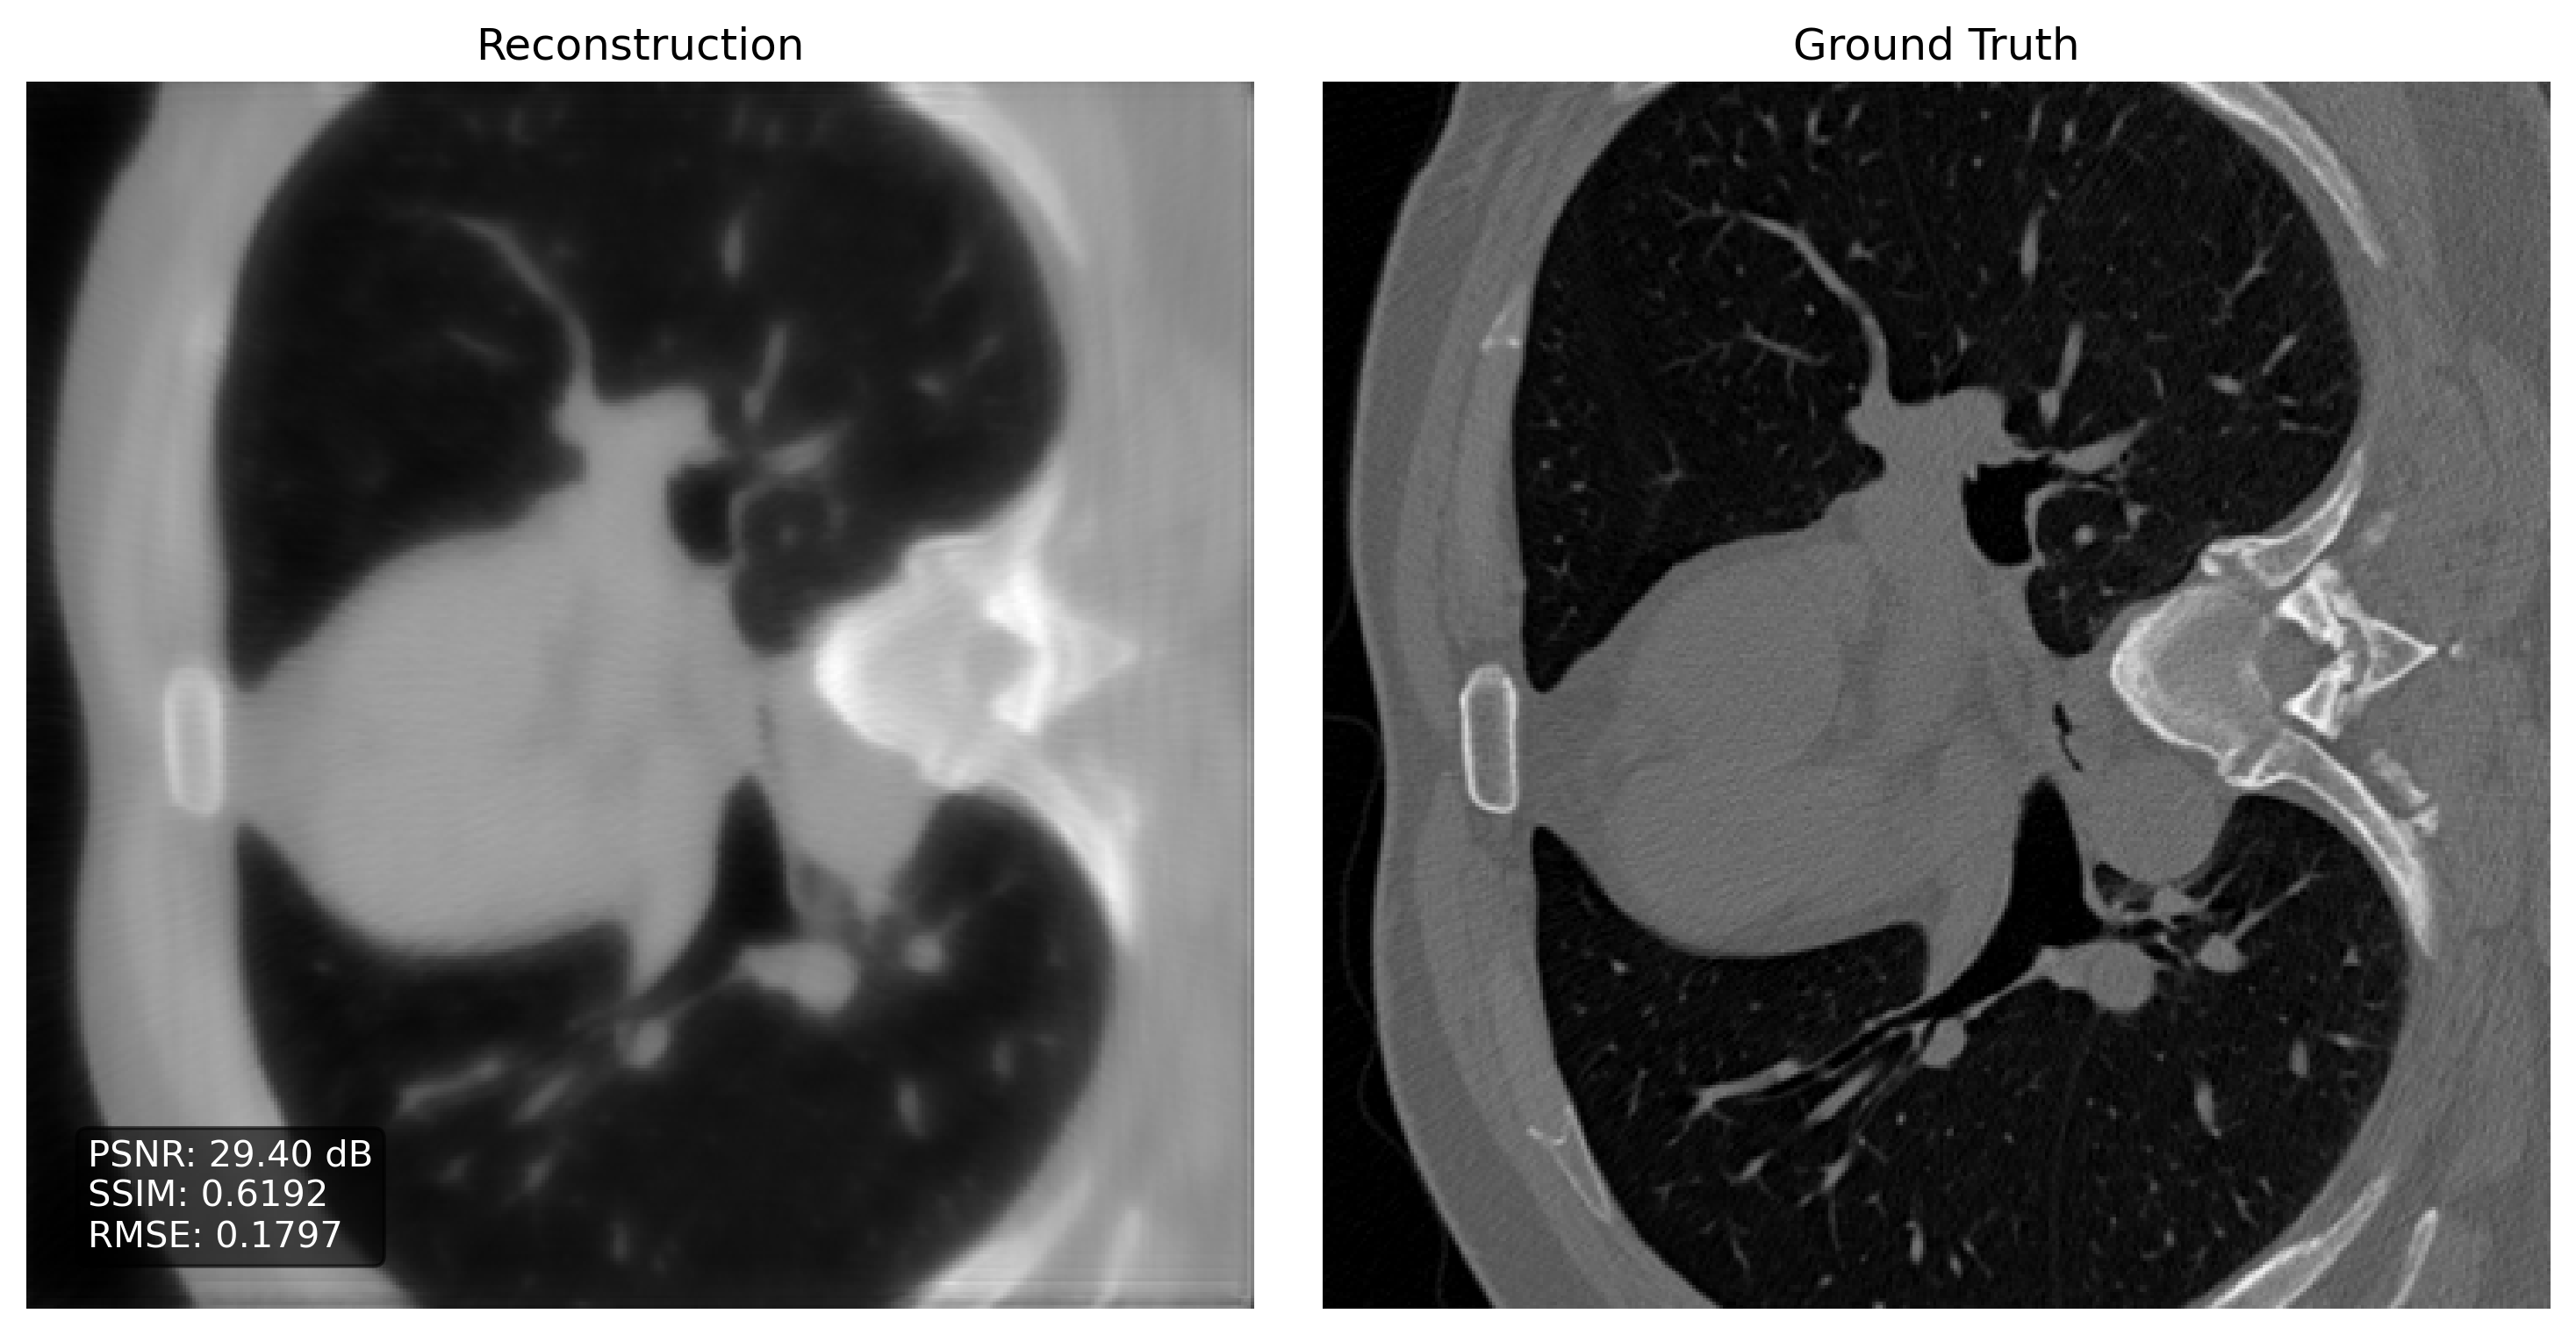 Reconstruction
Ground Truth
PSNR: 29.40 dB
SSIM: 0.6192
RMSE: 0.1797